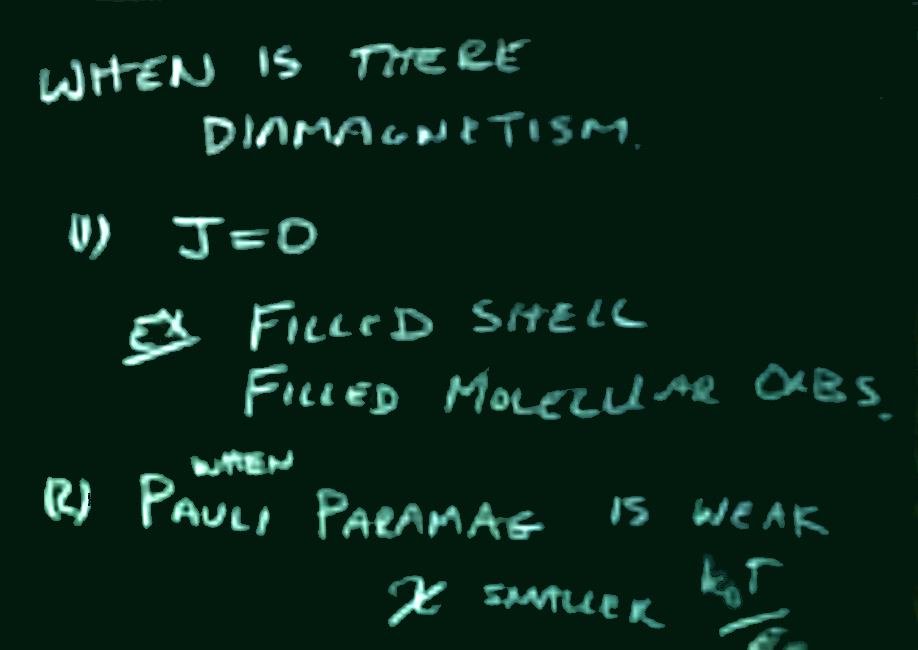 WHEN IS THERE
DIAMAGNETISM.
(1) J=0
EX FILLED SHELL
FILLED MOLECULAR ORBS.
WHEN
(2) PAULI PARAMAG IS WEAK
χ SMALLER k_BT/